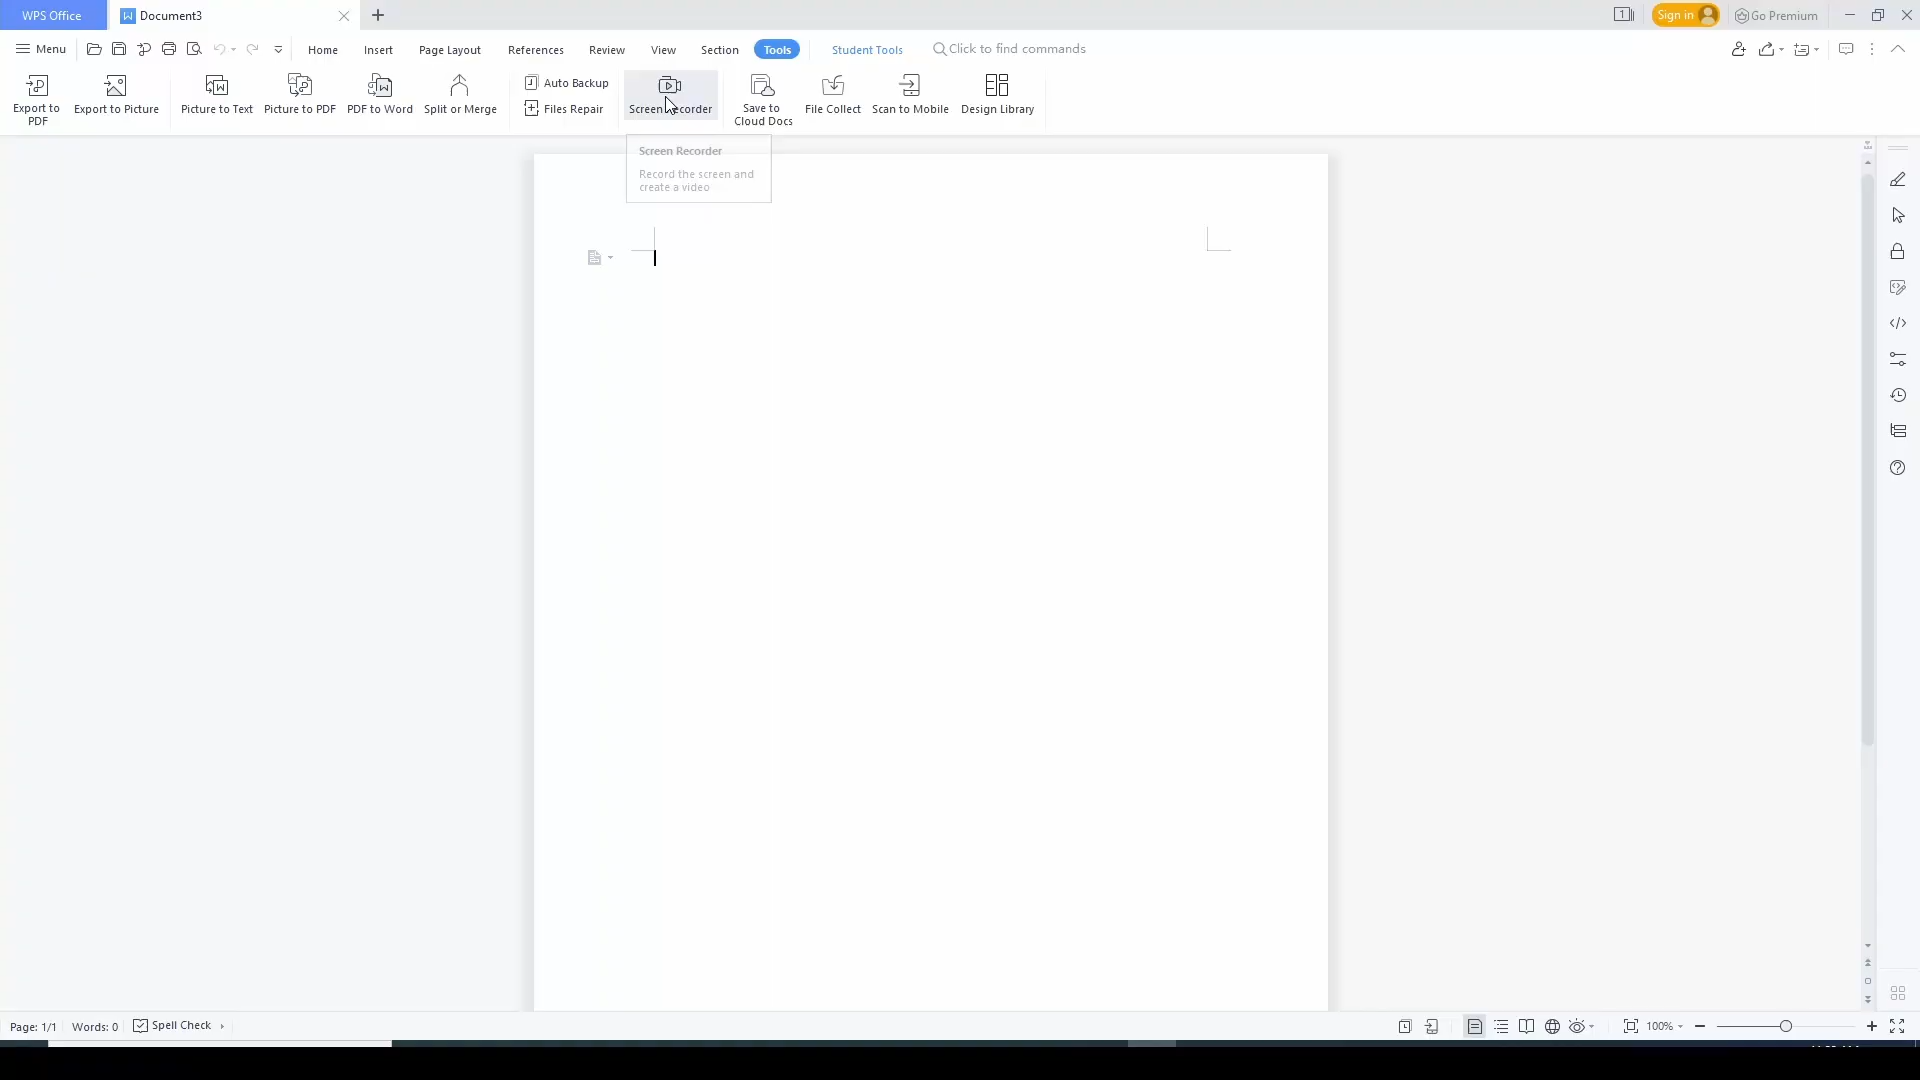 WPS Office
Document3
1
Sign in
Go Premium
Menu
Home
Insert
Page Layout
References
Review
View
Section
Tools
Student Tools
Click to find commands
Export to
PDF
Export to Picture
Picture to Text
Picture to PDF
PDF to Word
Split or Merge
Auto Backup
Files Repair
Screen Recorder
Save to
Cloud Docs
File Collect
Scan to Mobile
Design Library
Screen Recorder
Record the screen and
create a video
Page: 1/1
Words: 0
Spell Check
100%